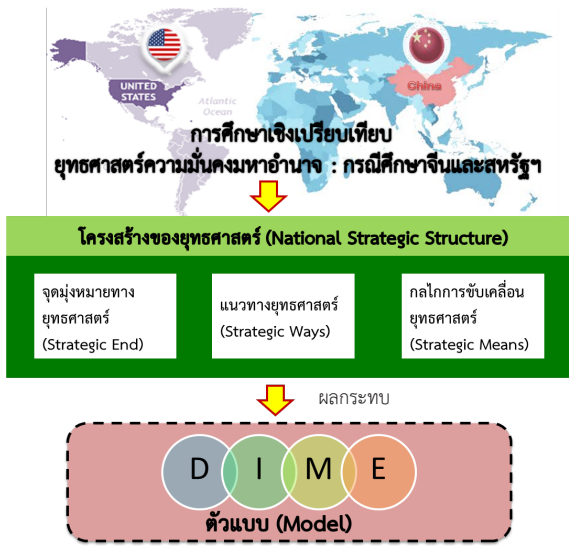 UNITED
STATES
China
Atlantic
Ocean
การศึกษาเชิงเปรียบเทียบ
ยุทธศาสตร์ความมั่นคงมหาอำนาจ : กรณีศึกษาจีนและสหรัฐฯ
โครงสร้างของยุทธศาสตร์ (National Strategic Structure)
จุดมุ่งหมายทาง
ยุทธศาสตร์
(Strategic End)
แนวทางยุทธศาสตร์
(Strategic Ways)
กลไกการขับเคลื่อน
ยุทธศาสตร์
(Strategic Means)
ผลกระทบ
D I M E
ตัวแบบ (Model)